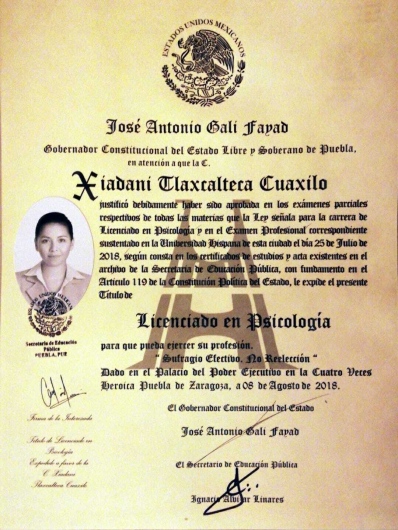 ESTADOS UNIDOS MEXICANOS
José Antonio Gali Fayad
Gobernador Constitucional del Estado Libre y Soberano de Puebla,
en atención a que la C.
Xiadani Tlaxcalteca Cuaxilo
justificó debidamente haber sido aprobada en los exámenes parciales
respectivos de todas las materias que la Ley señala para la carrera de
Licenciado en Psicología y en el Examen Profesional correspondiente
sustentado en la Universidad Hispana de esta ciudad el día 25 de Julio de
2018, según consta en los certificados de estudios y acta existentes en el
archivo de la Secretaría de Educación Pública, con fundamento en el
Artículo 119 de la Constitución Política del Estado, le expide el presente
Título de
Licenciado en Psicología
para que pueda ejercer su profesión.
" Sufragio Efectivo, No Reelección "
Dado en el Palacio del Poder Ejecutivo en la Cuatro Veces
Heroica Puebla de Zaragoza, a 08 de Agosto de 2018.
El Gobernador Constitucional del Estado
José Antonio Gali Fayad
El Secretario de Educación Pública
Ignacio Alvízar Linares
Secretaría de Educación
Pública
PUEBLA, PUE
Firma de la Interesada
Título de Licenciado en
Psicología
Expedido a favor de la
C. Xiadani
Tlaxcalteca Cuaxilo